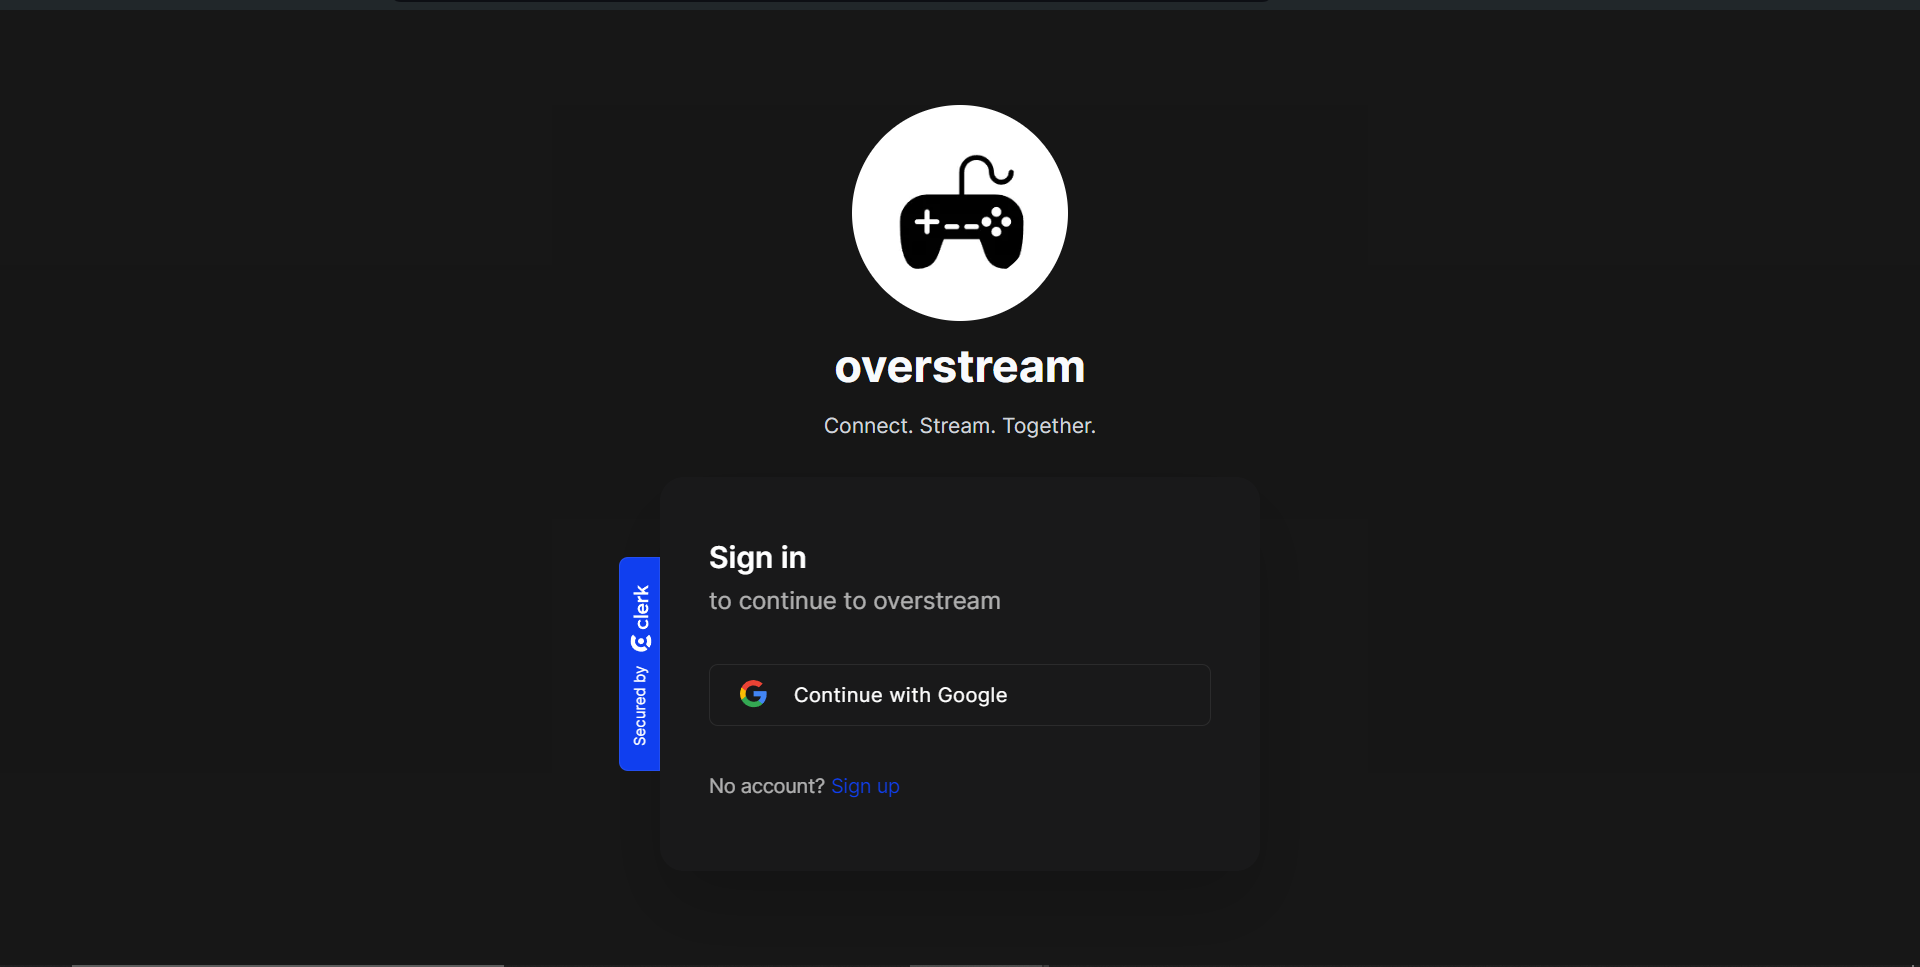 overstream
Connect. Stream. Together.
Sign in
to continue to overstream
Secured by clerk
Continue with Google
No account? Sign up